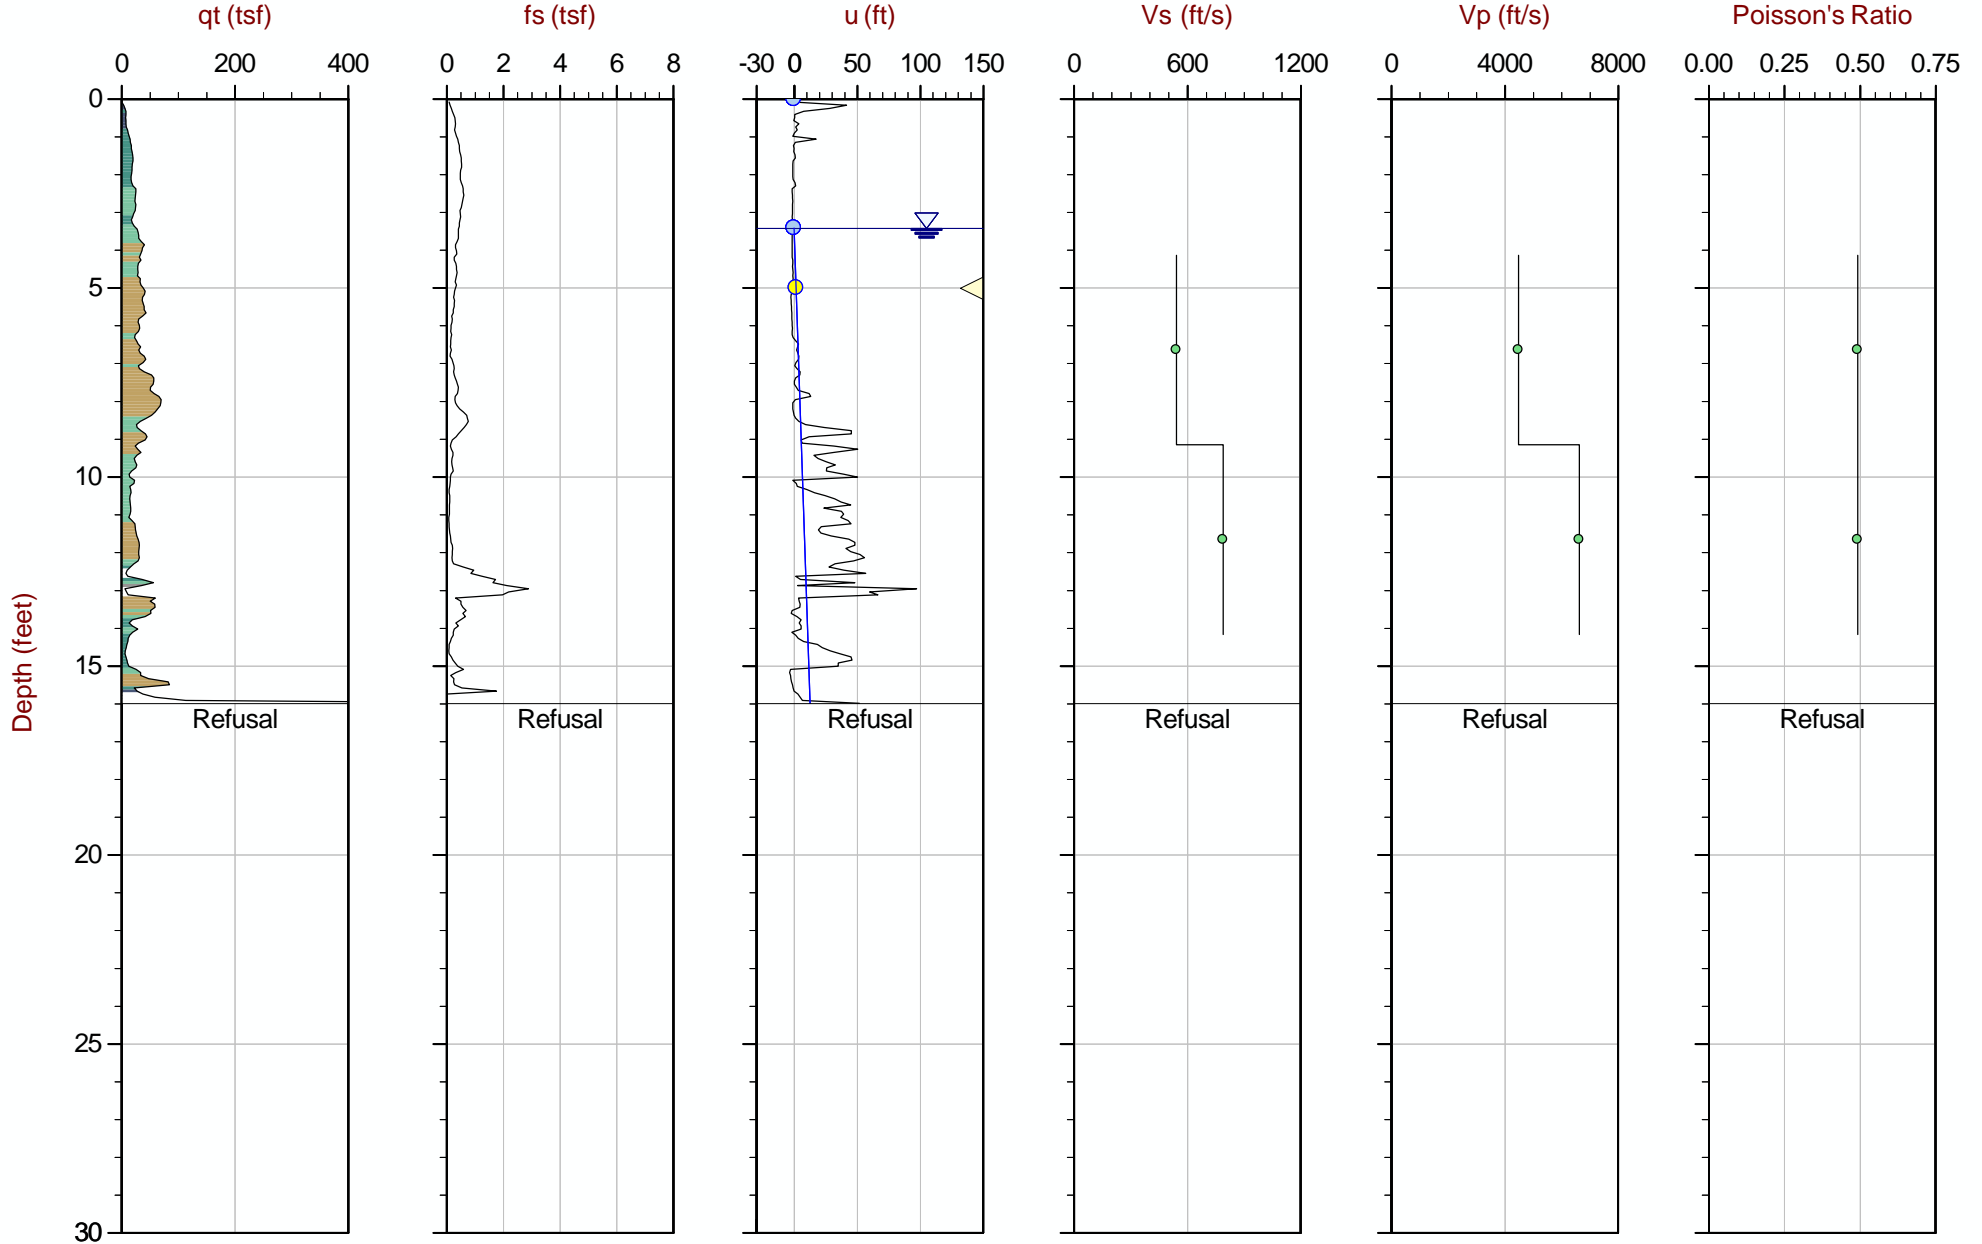 qt (tsf) fs (tsf) u (ft) Vs (ft/s) Vp (ft/s) Poisson's Ratio
0 200 400 0 2 4 6 8 -30 0 50 100 150 0 600 1200 0 4000 8000 0.00 0.25 0.50 0.75
0
5
10
15
Refusal Refusal Refusal Refusal Refusal Refusal
20
25
30
Depth (feet)